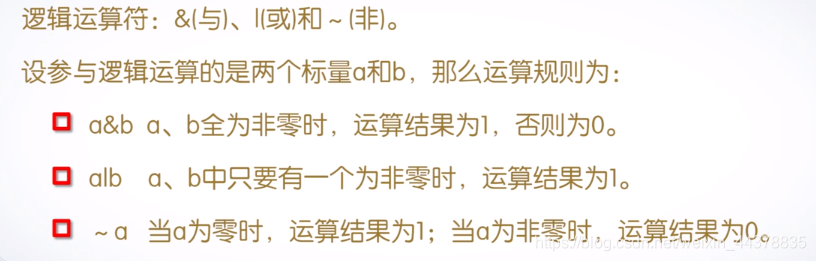 逻辑运算符：&(与)、|(或)和～(非)。
设参与逻辑运算的是两个标量a和b，那么运算规则为：
a&b a、b全为非零时，运算结果为1，否则为0。
a|b a、b中只要有一个为非零时，运算结果为1。
～a 当a为零时，运算结果为1；当a为非零时，运算结果为0。
https://blog.csdn.net/weixin_44378835